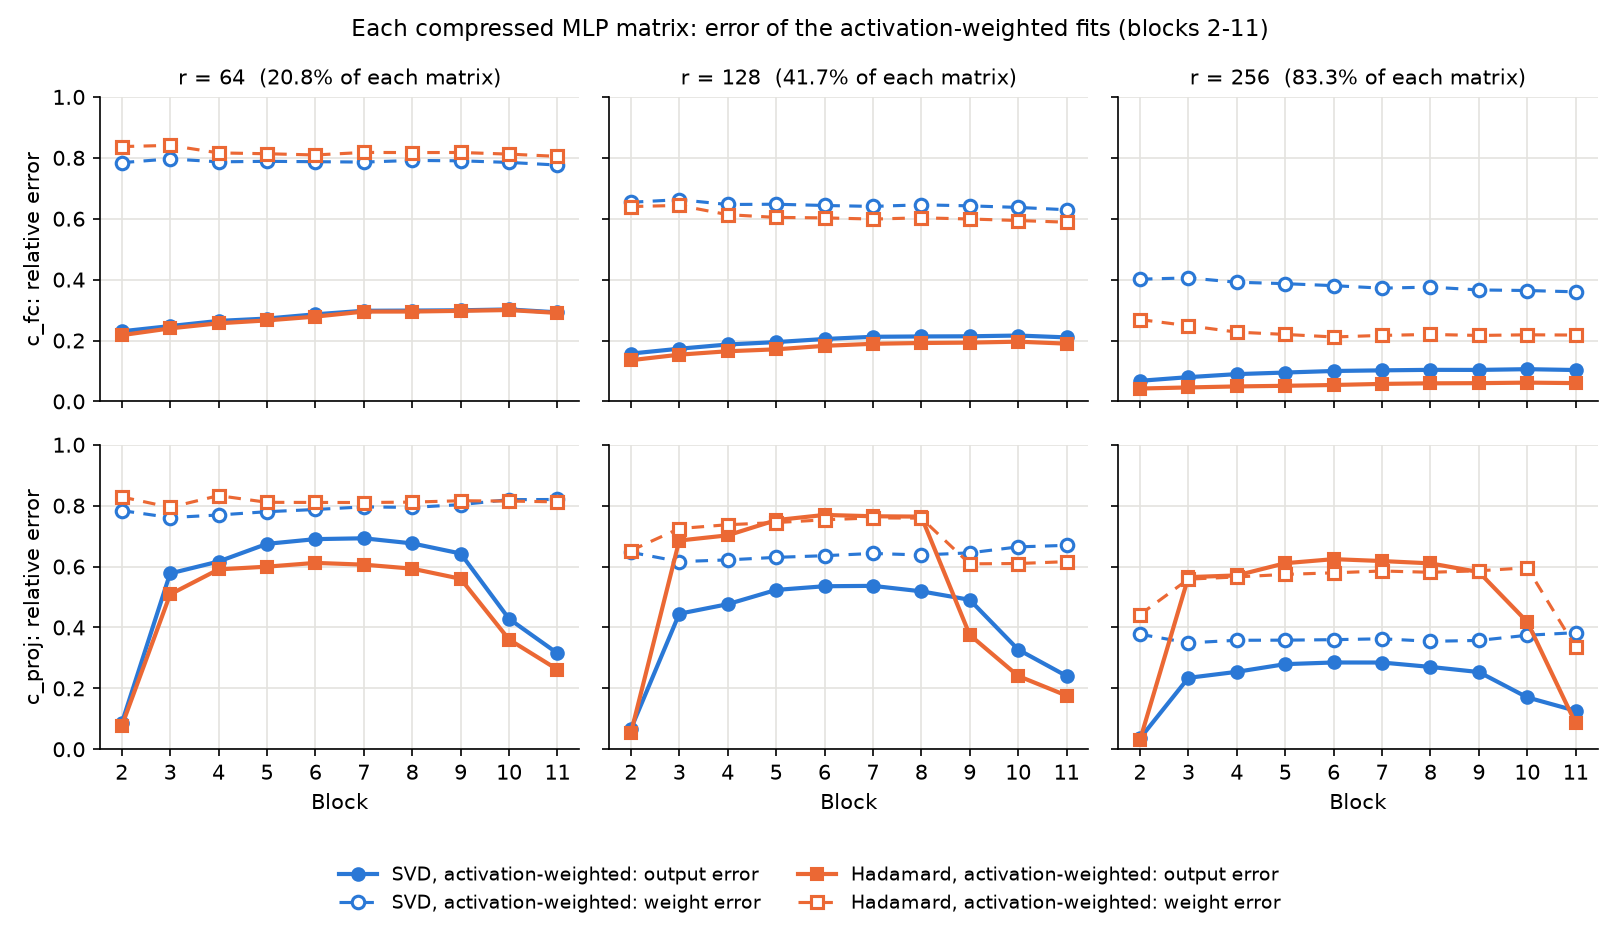 Each compressed MLP matrix: error of the activation-weighted fits (blocks 2-11)
r = 64  (20.8% of each matrix)
r = 128  (41.7% of each matrix)
r = 256  (83.3% of each matrix)
c_fc: relative error
1.0
0.8
0.6
0.4
0.2
0.0
c_proj: relative error
1.0
0.8
0.6
0.4
0.2
0.0
2 3 4 5 6 7 8 9 10 11
2 3 4 5 6 7 8 9 10 11
2 3 4 5 6 7 8 9 10 11
Block
Block
Block
SVD, activation-weighted: output error
SVD, activation-weighted: weight error
Hadamard, activation-weighted: output error
Hadamard, activation-weighted: weight error